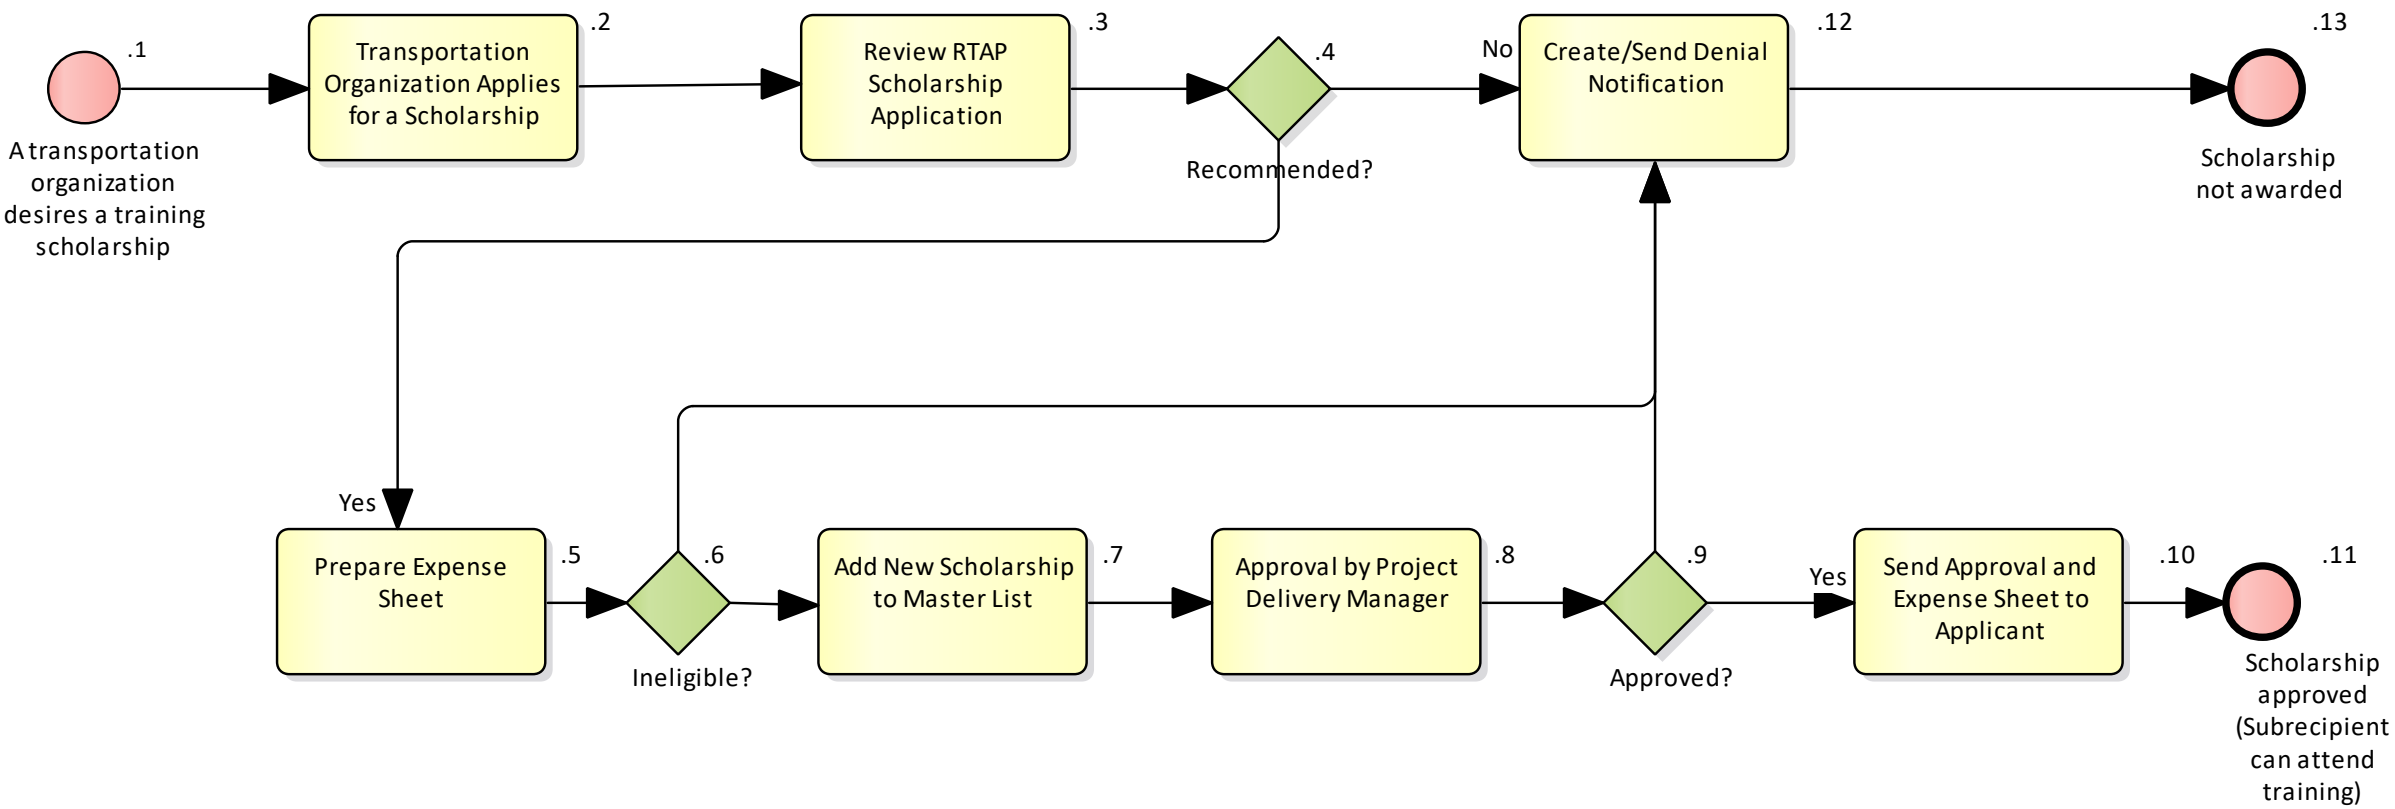 .1
A transportation
organization
desires a training
scholarship
.2
Transportation
Organization Applies
for a Scholarship
.3
Review RTAP
Scholarship
Application
.4
Recommended?
No
.12
Create/Send Denial
Notification
.13
Scholarship
not awarded
Yes
.5
Prepare Expense
Sheet
.6
Ineligible?
.7
Add New Scholarship
to Master List
.8
Approval by Project
Delivery Manager
.9
Approved?
Yes
.10
Send Approval and
Expense Sheet to
Applicant
.11
Scholarship
approved
(Subrecipient
can attend
training)